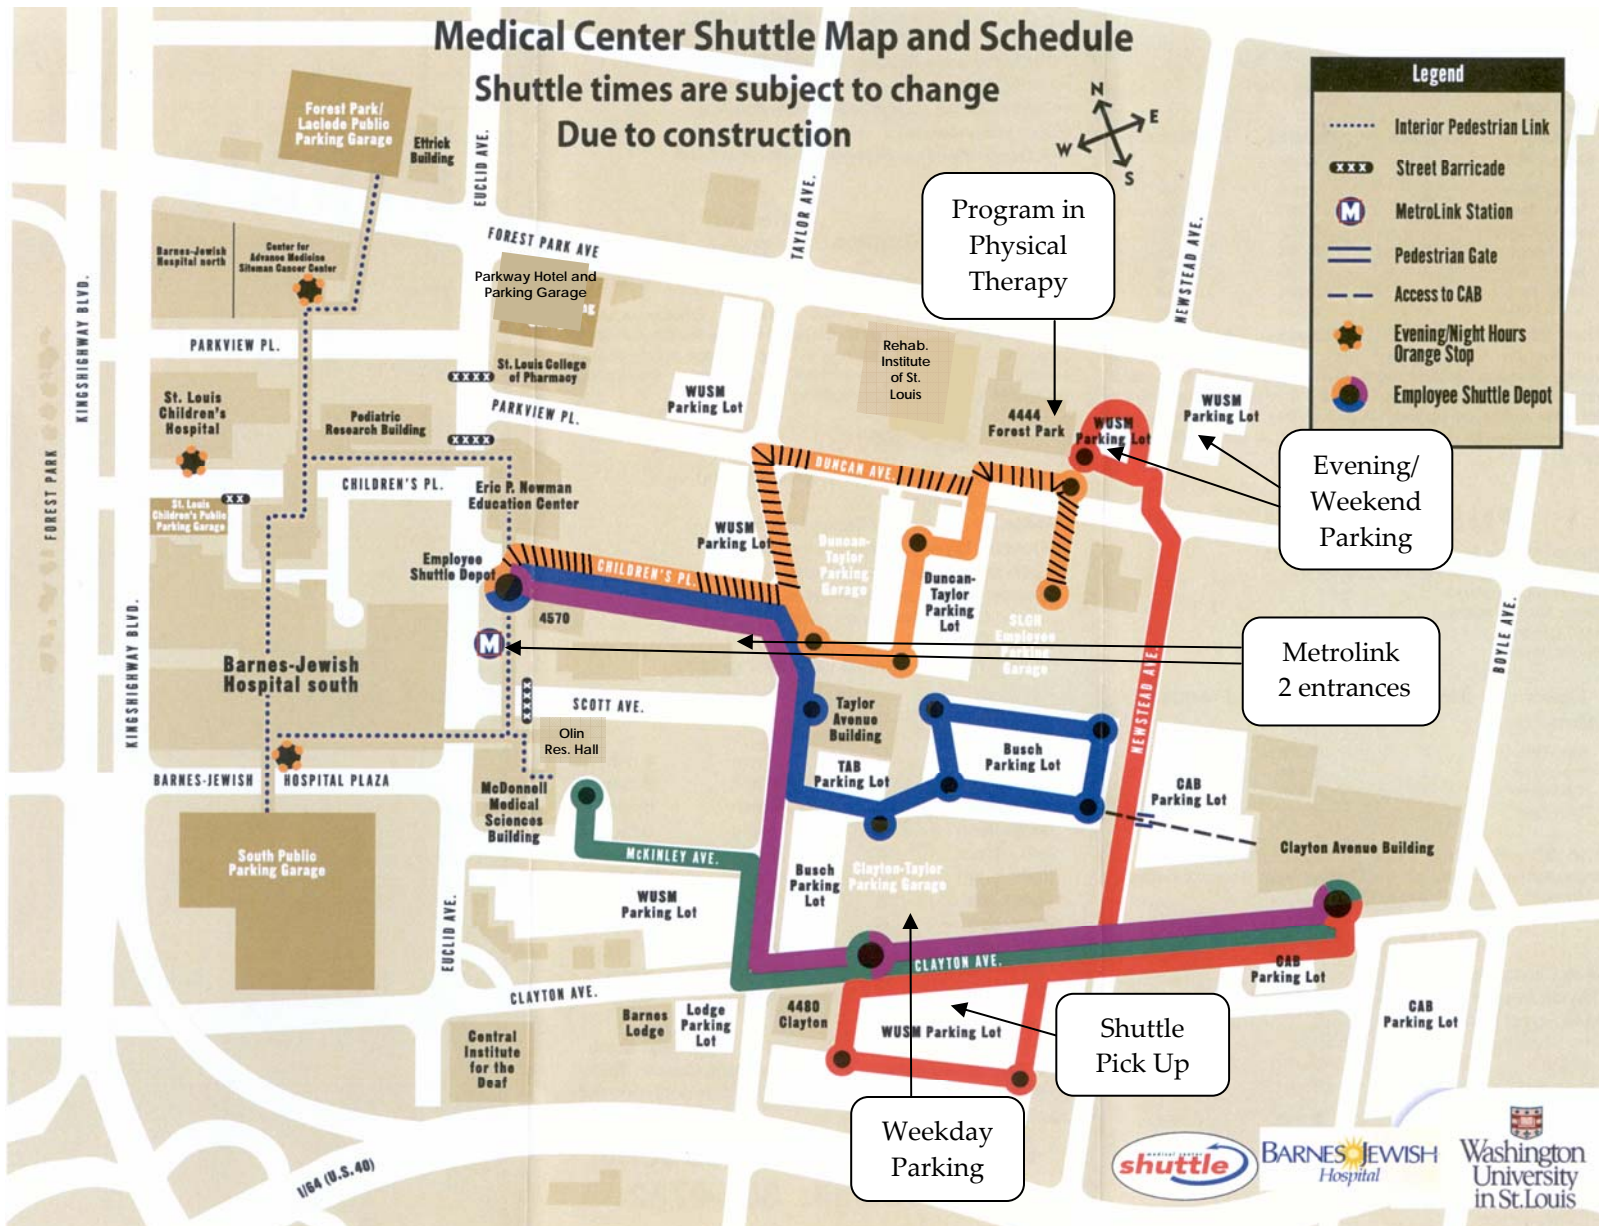 Medical Center Shuttle Map and Schedule
Shuttle times are subject to change
Due to construction
N
E
W
S
Legend
Interior Pedestrian Link
XXX
Street Barricade
M
MetroLink Station
Pedestrian Gate
Access to CAB
Evening/Night Hours
Orange Stop
Employee Shuttle Depot
Forest Park/
Laclede Public
Parking Garage
Ettrick
Building
EUCLID AVE.
TAYLOR AVE.
NEWSTEAD AVE.
Program in
Physical
Therapy
FOREST PARK AVE
Barnes-Jewish
Hospital north
Center for
Advance Medicine
Siteman Cancer Center
Parkway Hotel and
Parking Garage
KINGSHIGHWAY BLVD.
PARKVIEW PL.
XXXX
St. Louis College
of Pharmacy
PARKVIEW PL.
WUSM
Parking Lot
Rehab.
Institute
of St.
Louis
4444
Forest Park
WUSM
Parking Lot
WUSM
Parking Lot
St. Louis
Children's
Hospital
Pediatric
Research Building
XXXX
Evening/
Weekend
Parking
FOREST PARK
CHILDREN'S PL.
XX
St. Louis
Children's Public
Parking Garage
Eric P. Newman
Education Center
DUNCAN AVE.
WUSM
Parking Lot
Duncan-
Taylor
Parking
Garage
Duncan-
Taylor
Parking
Lot
Employee
Shuttle Depot
CHILDREN'S PL.
4570
M
SLCR
Employee
Parking
Garage
Metrolink
2 entrances
BOYLE AVE.
KINGSHIGHWAY BLVD.
Barnes-Jewish
Hospital south
XXXX
SCOTT AVE.
Olin
Res. Hall
Taylor
Avenue
Building
TAB
Parking Lot
Busch
Parking Lot
NEWSTEAD AVE.
CAB
Parking Lot
BARNES-JEWISH
HOSPITAL PLAZA
McDonnell
Medical
Sciences
Building
McKINLEY AVE.
Clayton Avenue Building
South Public
Parking Garage
WUSM
Parking Lot
Busch
Parking
Lot
Clayton-Taylor
Parking Garage
EUCLID AVE.
CLAYTON AVE.
CLAYTON AVE.
CAB
Parking Lot
Barnes
Lodge
Lodge
Parking
Lot
4480
Clayton
WUSM Parking Lot
Shuttle
Pick Up
CAB
Parking Lot
Central
Institute
for the
Deaf
Weekday
Parking
I/64 (U.S.40)
medical center
shuttle
BARNES JEWISH
Hospital
Washington
University
in St.Louis